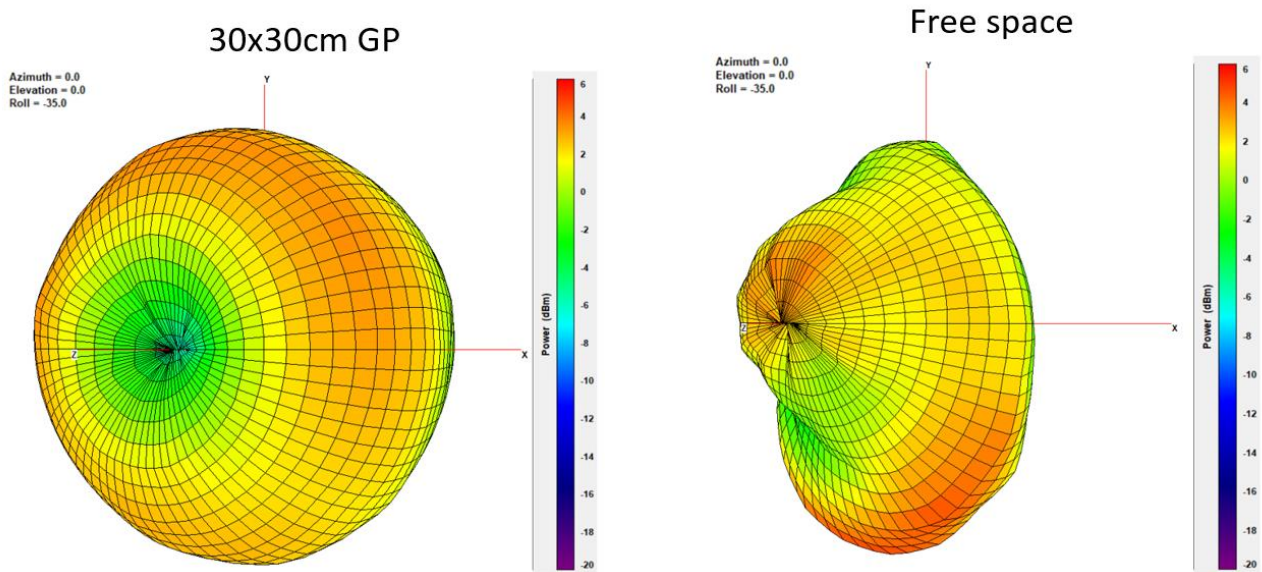 30x30cm GP
Azimuth = 0.0
Elevation = 0.0
Roll = -35.0
Y
Z
X
Power (dBm)
6
4
2
0
-2
-4
-6
-8
-10
-12
-14
-16
-18
-20
Free space
Azimuth = 0.0
Elevation = 0.0
Roll = -35.0
Y
Z
X
Power (dBm)
6
4
2
0
-2
-4
-6
-8
-10
-12
-14
-16
-18
-20